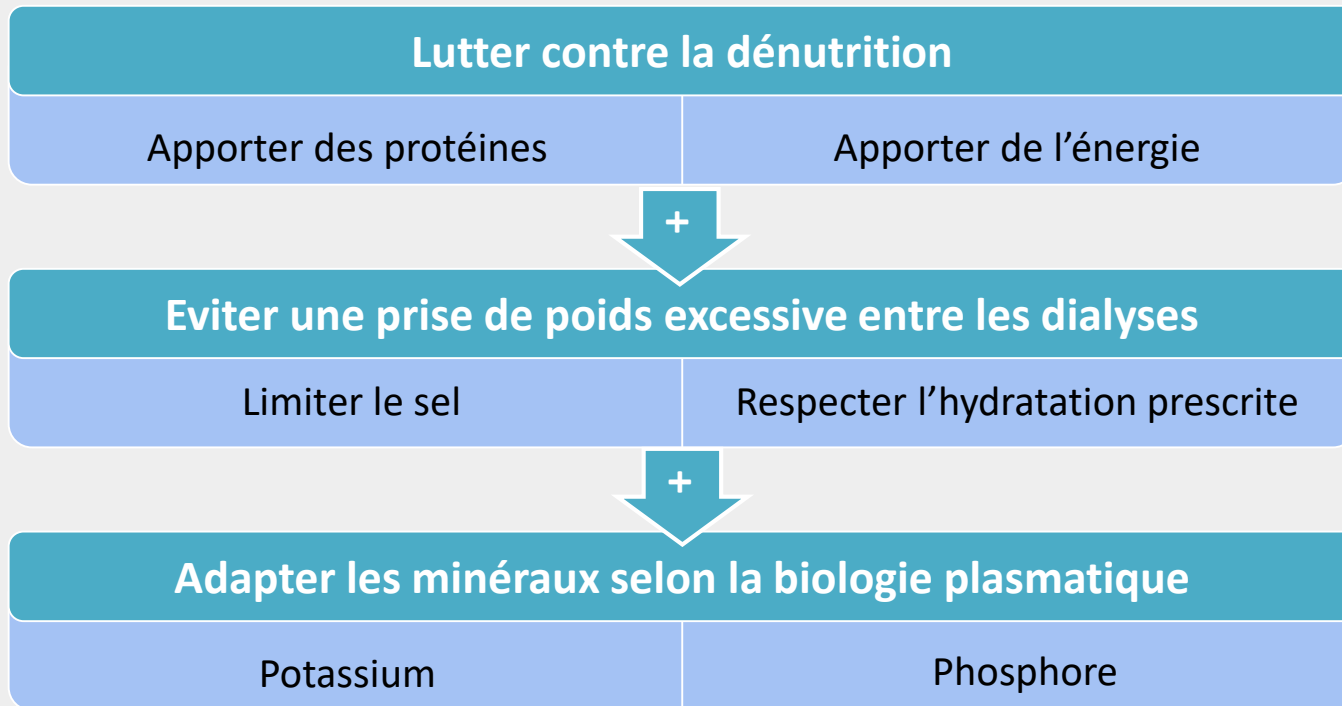 Lutter contre la dénutrition
Apporter des protéines
Apporter de l’énergie
+
Eviter une prise de poids excessive entre les dialyses
Limiter le sel
Respecter l’hydratation prescrite
+
Adapter les minéraux selon la biologie plasmatique
Potassium
Phosphore